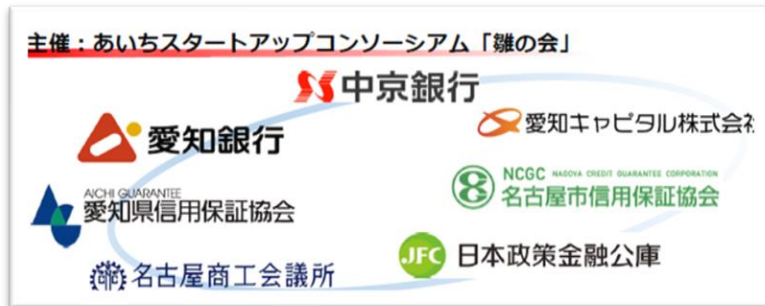 主催：あいちスタートアップコンソーシアム「雛の会」
中京銀行
愛知銀行
愛知キャピタル株式会社
AICHI GUARANTEE
愛知県信用保証協会
NCGC NAGOYA CREDIT GUARANTEE CORPORATION
名古屋市信用保証協会
JFC 日本政策金融公庫
名古屋商工会議所